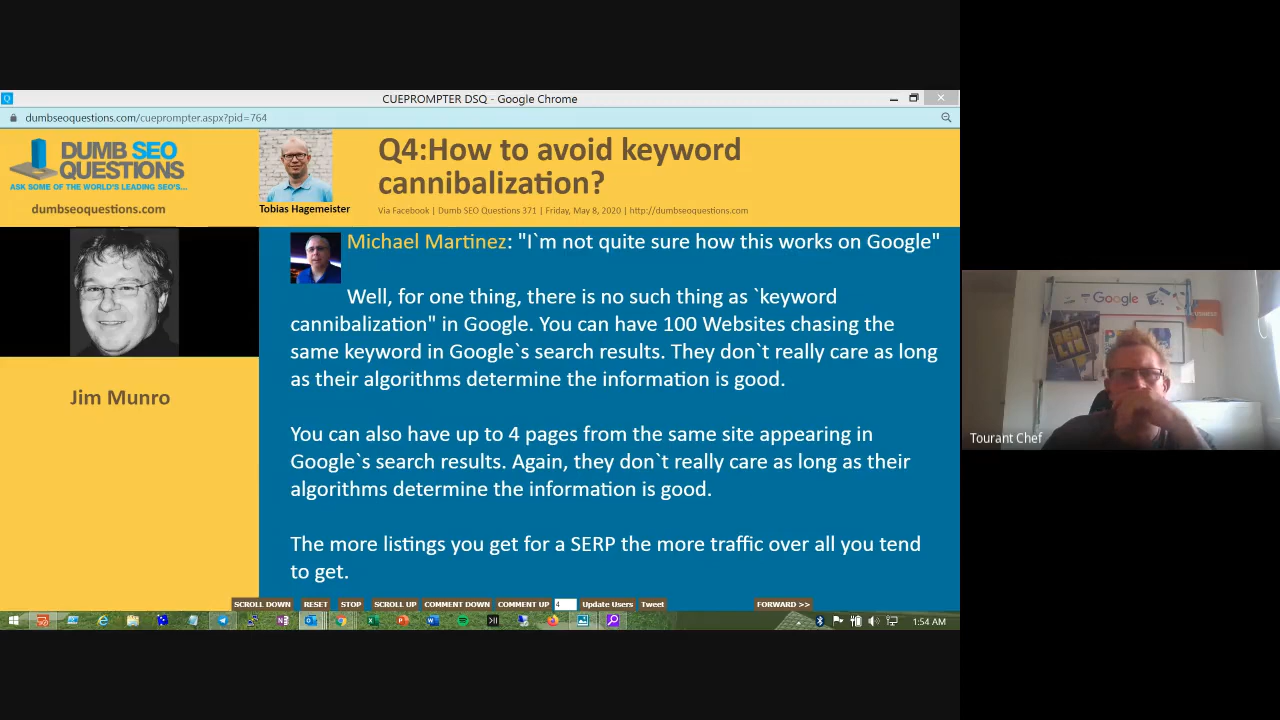 CUEPROMPTER DSQ - Google Chrome
dumbseoquestions.com/cueprompter.aspx?pid=764
DUMB SEO
QUESTIONS
ASK SOME OF THE WORLD'S LEADING SEO'S...
dumbseoquestions.com
Tobias Hagemeister
Q4:How to avoid keyword
cannibalization?
Via Facebook | Dumb SEO Questions 371 | Friday, May 8, 2020 | http://dumbseoquestions.com
Jim Munro
Michael Martinez: "I`m not quite sure how this works on Google"
Well, for one thing, there is no such thing as `keyword
cannibalization" in Google. You can have 100 Websites chasing the
same keyword in Google`s search results. They don`t really care as long
as their algorithms determine the information is good.
You can also have up to 4 pages from the same site appearing in
Google`s search results. Again, they don`t really care as long as their
algorithms determine the information is good.
The more listings you get for a SERP the more traffic over all you tend
to get.
SCROLL DOWN RESET STOP SCROLL UP COMMENT DOWN COMMENT UP 4 Update Users Tweet FORWARD >>
1:54 AM
Google
Tourant Chef